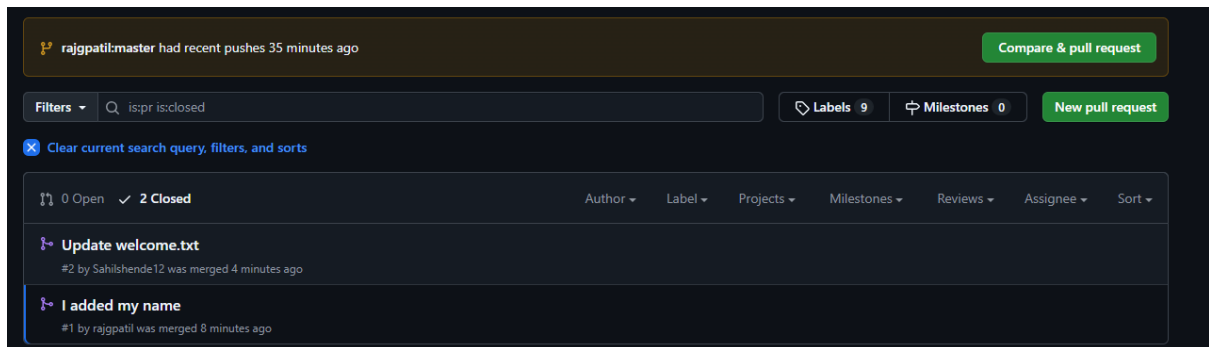 rajgpatil:master had recent pushes 35 minutes ago
Compare & pull request
Filters
is:pr is:closed
Labels 9
Milestones 0
New pull request
Clear current search query, filters, and sorts
0 Open
2 Closed
Author
Label
Projects
Milestones
Reviews
Assignee
Sort
Update welcome.txt
#2 by Sahilshende12 was merged 4 minutes ago
I added my name
#1 by rajgpatil was merged 8 minutes ago